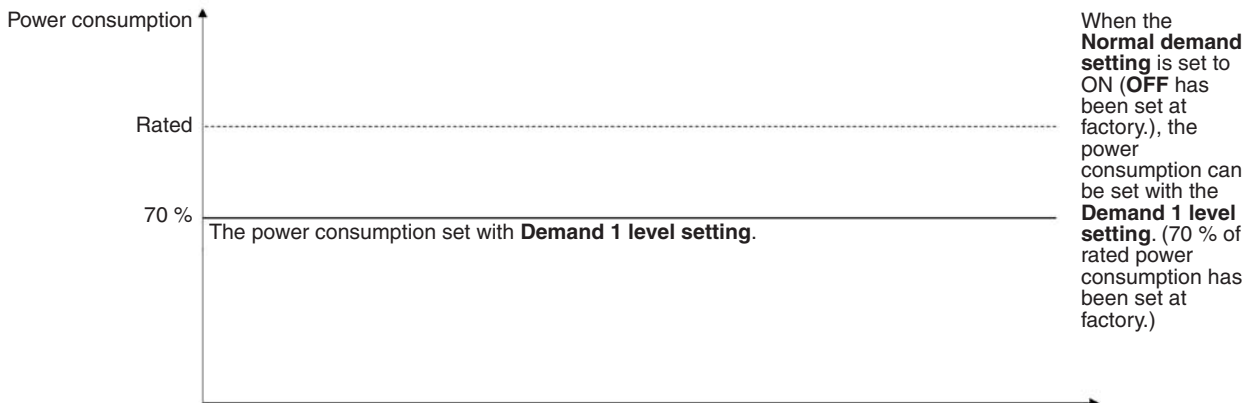 Power consumption
Rated
70 %
The power consumption set with Demand 1 level setting.
When the
Normal demand
setting is set to
ON (OFF has
been set at
factory.), the
power
consumption can
be set with the
Demand 1 level
setting. (70 % of
rated power
consumption has
been set at
factory.)